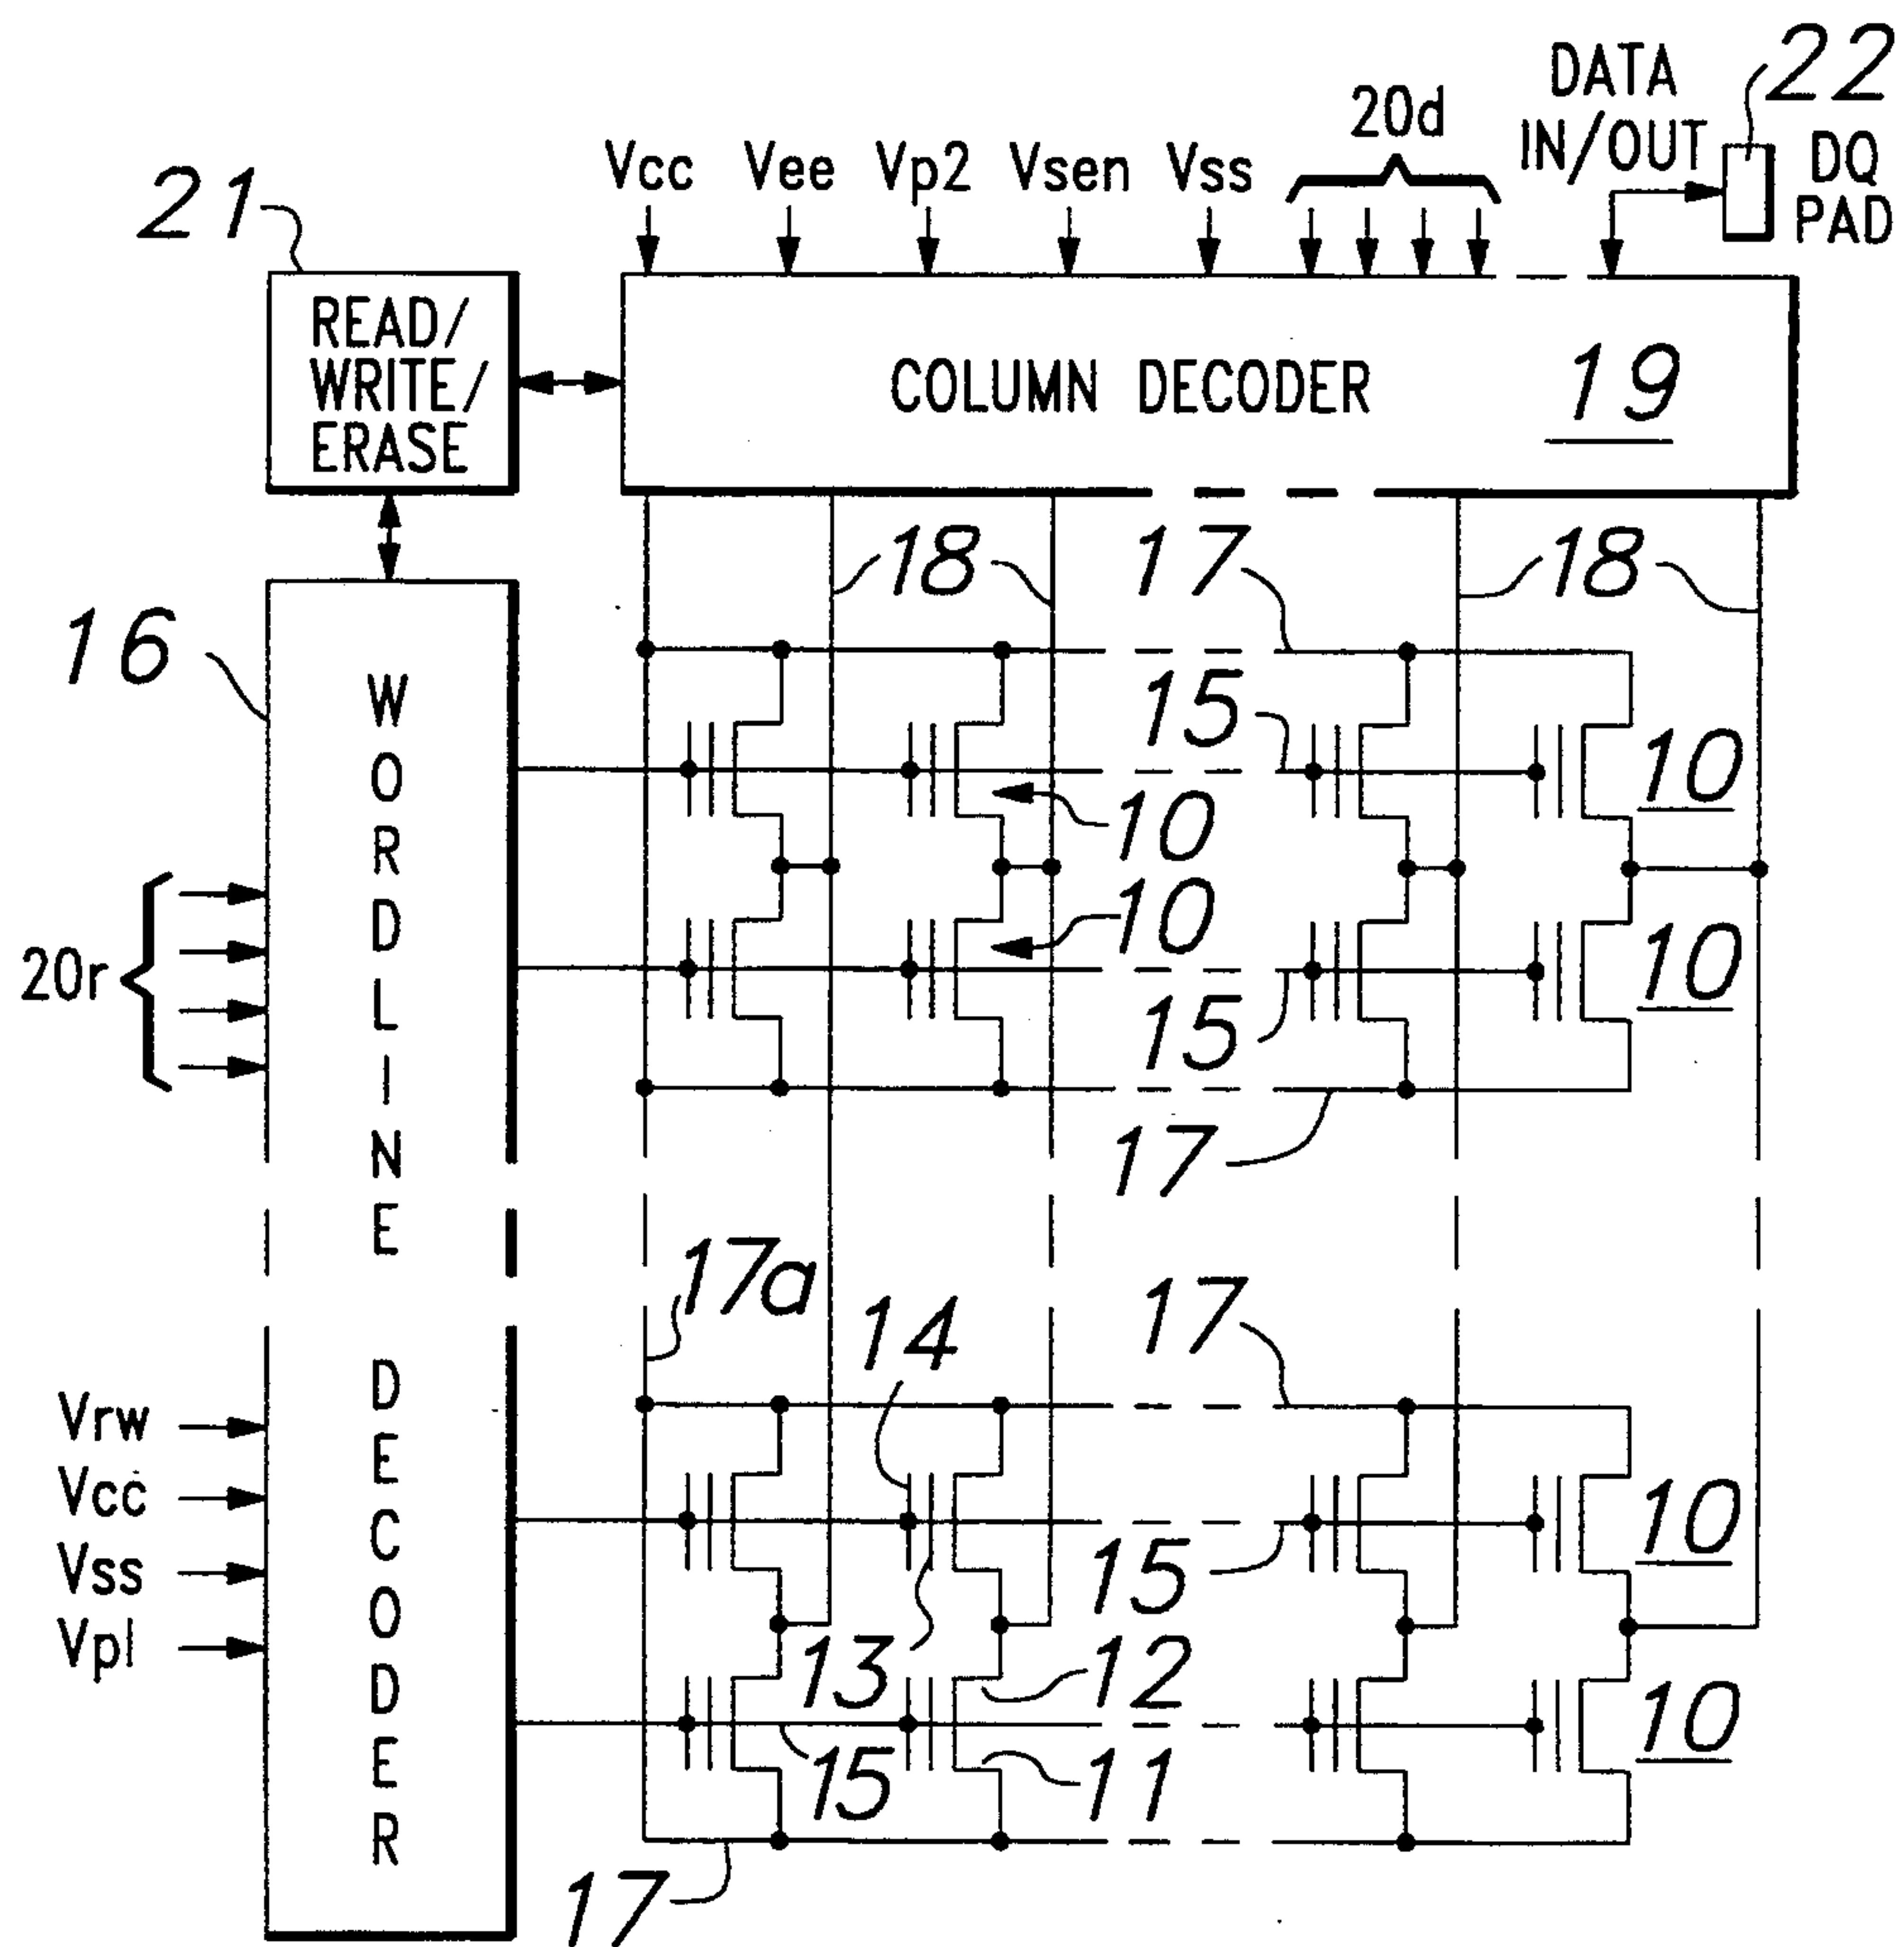 22
DATA
IN/OUT
DQ
PAD
20d
Vcc Vee Vp2 Vsen Vss
21
READ/
WRITE/
ERASE
COLUMN DECODER 19
18 17 18
16
WORDLINE DECODER
15
10
10
10
10
20r
15
17
17a
14
17
Vrw
Vcc
Vss
Vpl
15
10
13
12
10
15
11
17